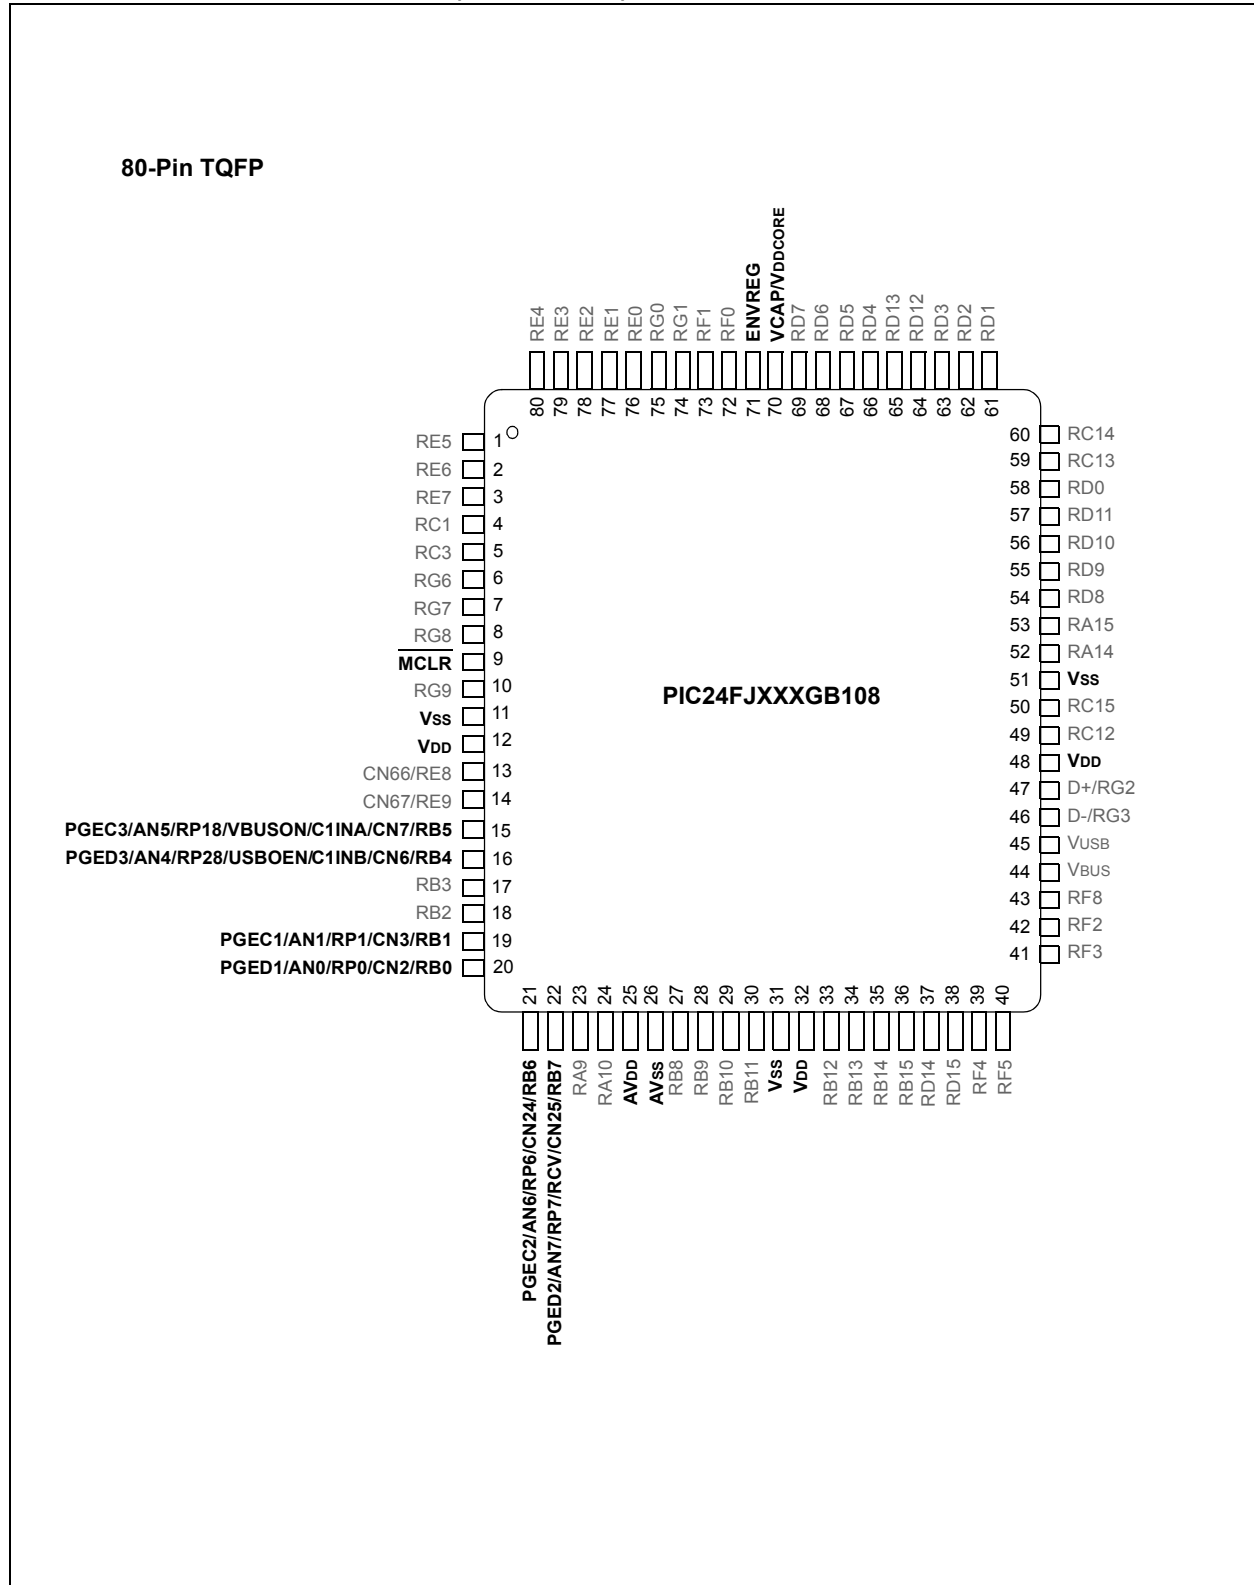 80-Pin TQFP
RE4
RE3
RE2
RE1
RE0
RG0
RG1
RF1
RF0
ENVREG
VCAP/VDDCORE
RD7
RD6
RD5
RD4
RD13
RD12
RD3
RD2
RD1
80
79
78
77
76
75
74
73
72
71
70
69
68
67
66
65
64
63
62
61
RE5 1
RE6 2
RE7 3
RC1 4
RC3 5
RG6 6
RG7 7
RG8 8
MCLR 9
RG9 10
VSS 11
VDD 12
CN66/RE8 13
CN67/RE9 14
PGEC3/AN5/RP18/VBUSON/C1INA/CN7/RB5 15
PGED3/AN4/RP28/USBOEN/C1INB/CN6/RB4 16
RB3 17
RB2 18
PGEC1/AN1/RP1/CN3/RB1 19
PGED1/AN0/RP0/CN2/RB0 20
PIC24FJXXXGB108
60 RC14
59 RC13
58 RD0
57 RD11
56 RD10
55 RD9
54 RD8
53 RA15
52 RA14
51 VSS
50 RC15
49 RC12
48 VDD
47 D+/RG2
46 D-/RG3
45 VUSB
44 VBUS
43 RF8
42 RF2
41 RF3
21
22
23
24
25
26
27
28
29
30
31
32
33
34
35
36
37
38
39
40
PGEC2/AN6/RP6/CN24/RB6
PGED2/AN7/RP7/RCV/CN25/RB7
RA9
RA10
AVDD
AVSS
RB8
RB9
RB10
RB11
VSS
VDD
RB12
RB13
RB14
RB15
RD14
RD15
RF4
RF5